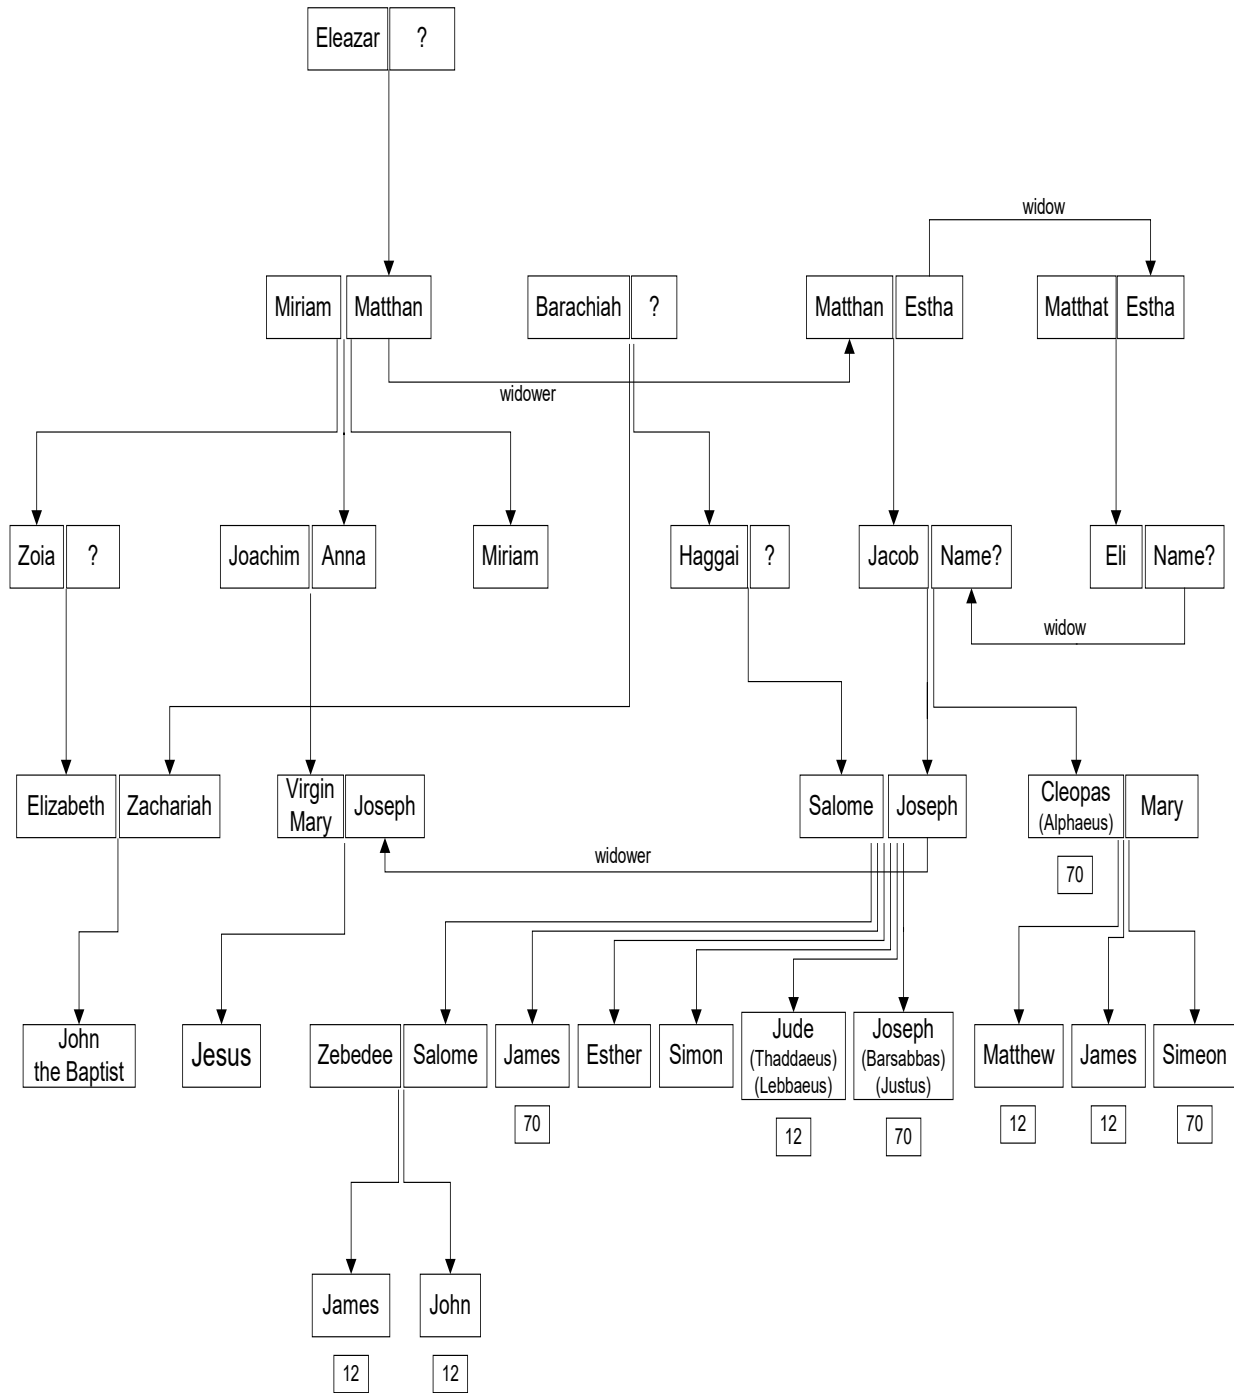 Eleazar
?
widow
Miriam
Matthan
Barachiah
?
Matthan
Estha
Matthat
Estha
widower
Zoia
?
Joachim
Anna
Miriam
Haggai
?
Jacob
Name?
Eli
Name?
widow
Elizabeth
Zachariah
Virgin
Mary
Joseph
Salome
Joseph
Cleopas
(Alphaeus)
Mary
widower
70
John
the Baptist
Jesus
Zebedee
Salome
James
Esther
Simon
Jude
(Thaddaeus)
(Lebbaeus)
Joseph
(Barsabbas)
(Justus)
Matthew
James
Simeon
70
12
70
12
12
70
James
John
12
12